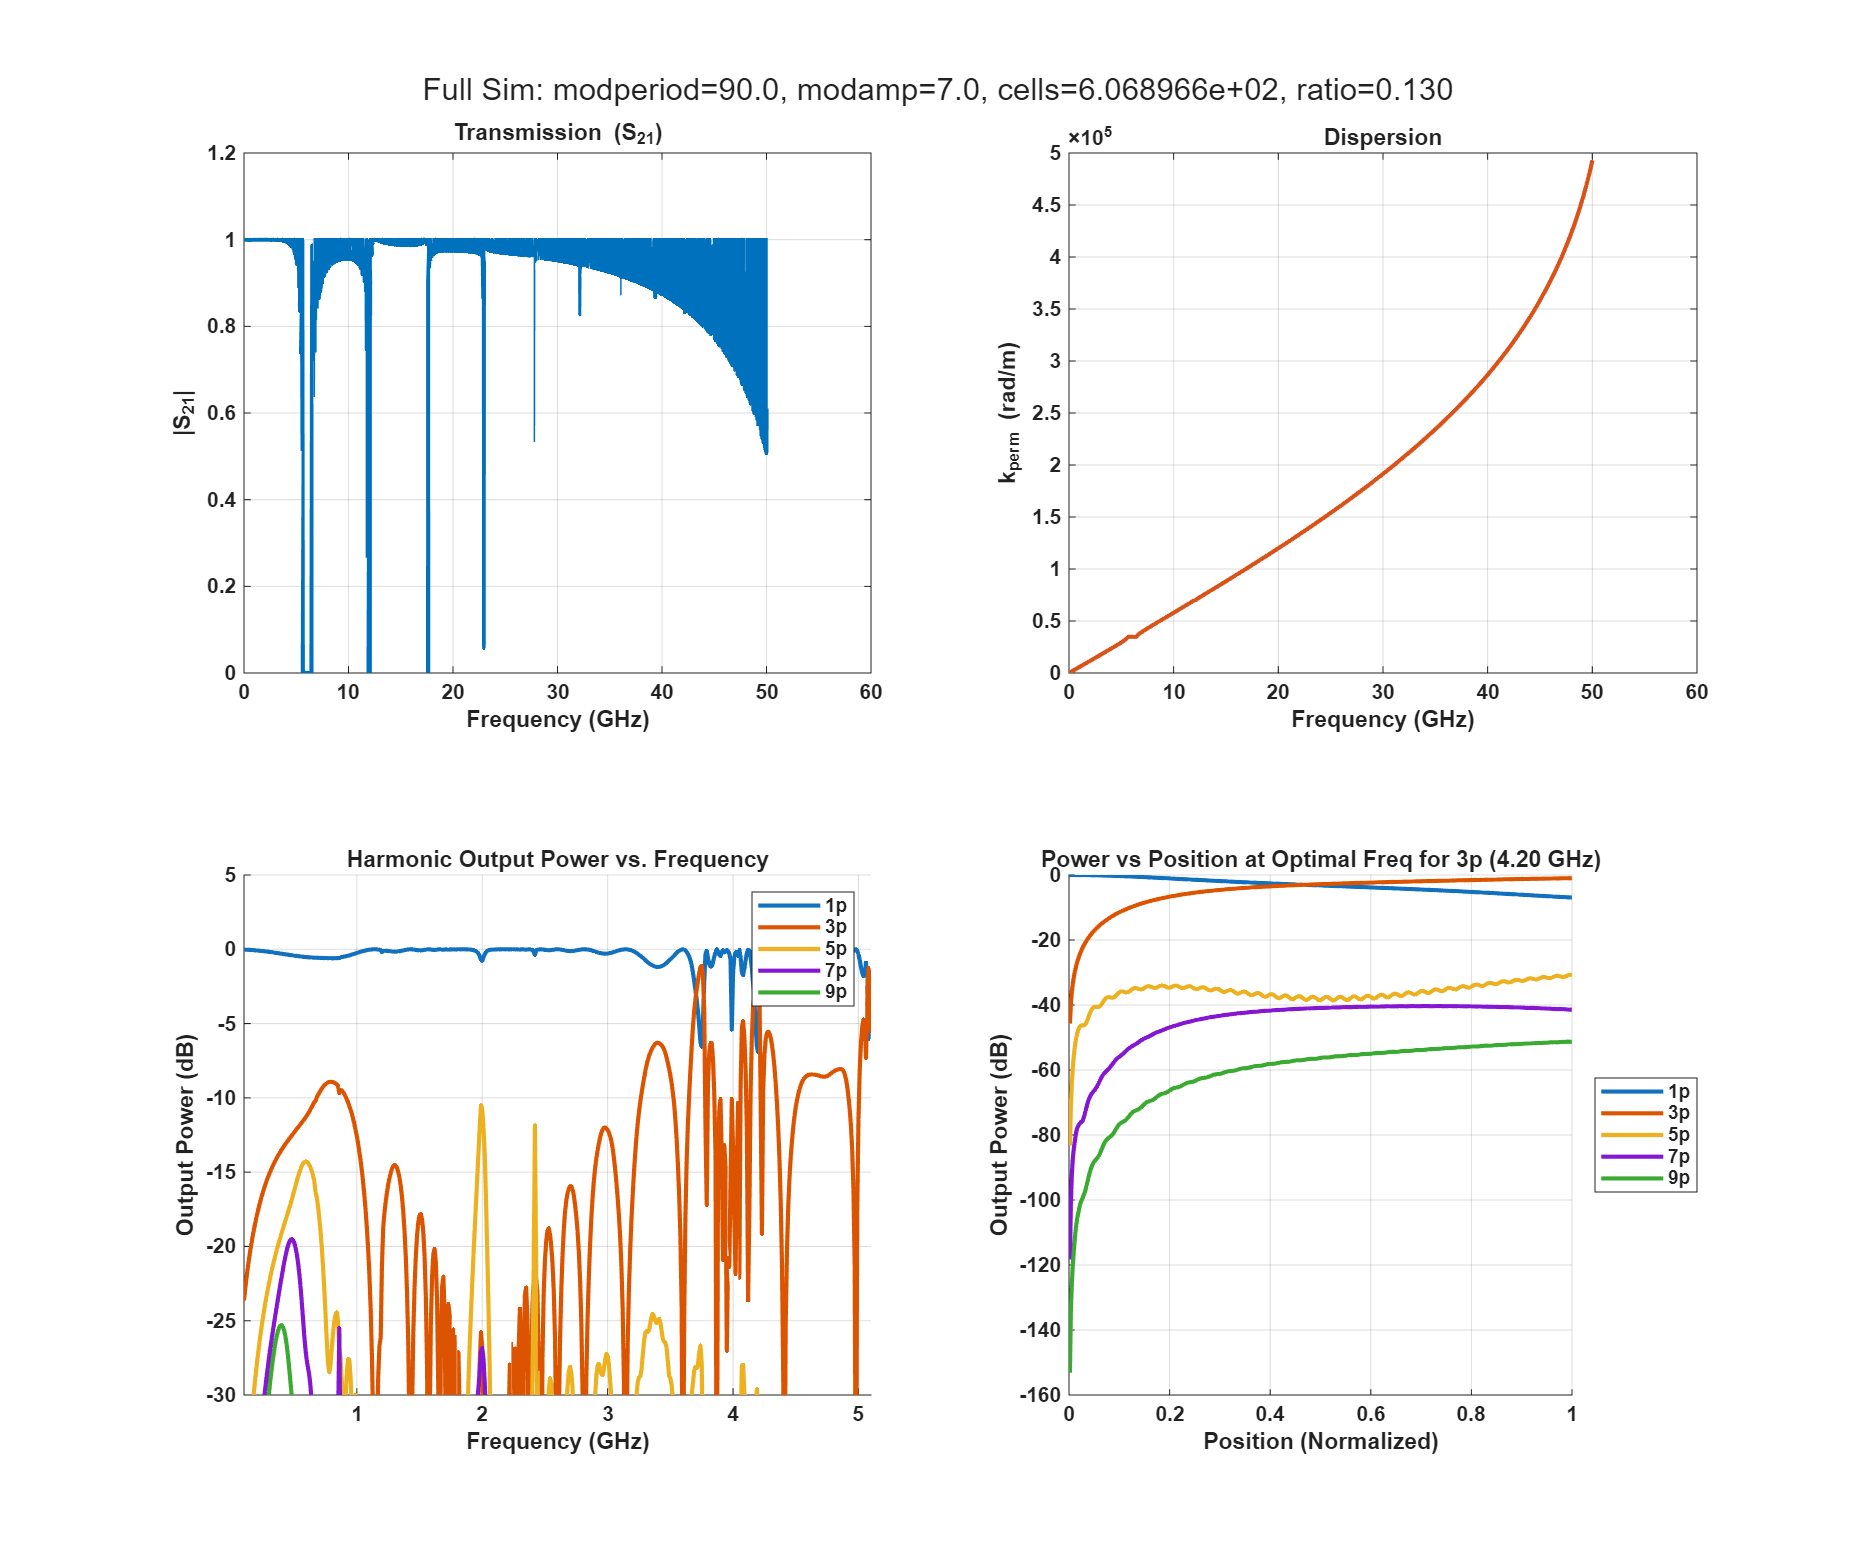 Full Sim: modperiod=90.0, modamp=7.0, cells=6.068966e+02, ratio=0.130
Transmission (S21)
1.2
1
0.8
0.6
0.4
0.2
0
|S21|
0 10 20 30 40 50 60
Frequency (GHz)
Dispersion
×10^5
5
4.5
4
3.5
3
2.5
2
1.5
1
0.5
0
kperm (rad/m)
0 10 20 30 40 50 60
Frequency (GHz)
Harmonic Output Power vs. Frequency
5
0
-5
-10
-15
-20
-25
-30
Output Power (dB)
1 2 3 4 5
Frequency (GHz)
1p
3p
5p
7p
9p
Power vs Position at Optimal Freq for 3p (4.20 GHz)
0
-20
-40
-60
-80
-100
-120
-140
-160
Output Power (dB)
0 0.2 0.4 0.6 0.8 1
Position (Normalized)
1p
3p
5p
7p
9p